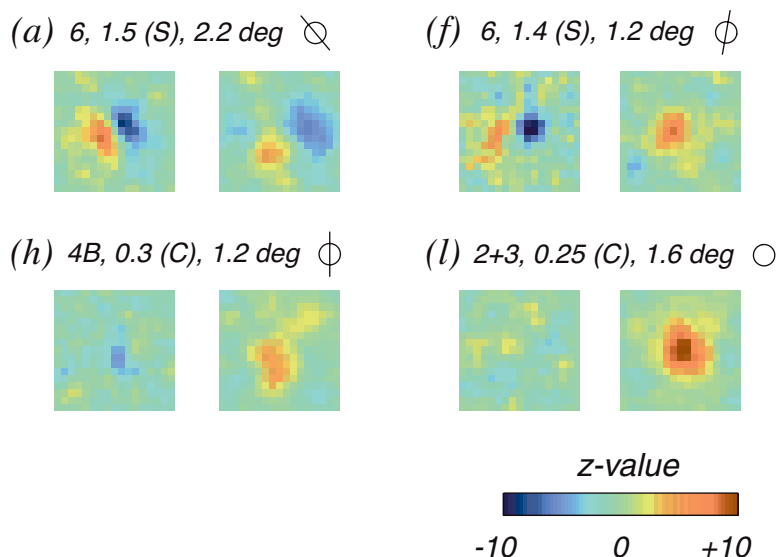 (a) 6, 1.5 (S), 2.2 deg
(f) 6, 1.4 (S), 1.2 deg
(h) 4B, 0.3 (C), 1.2 deg
(l) 2+3, 0.25 (C), 1.6 deg
z-value
-10 0 +10